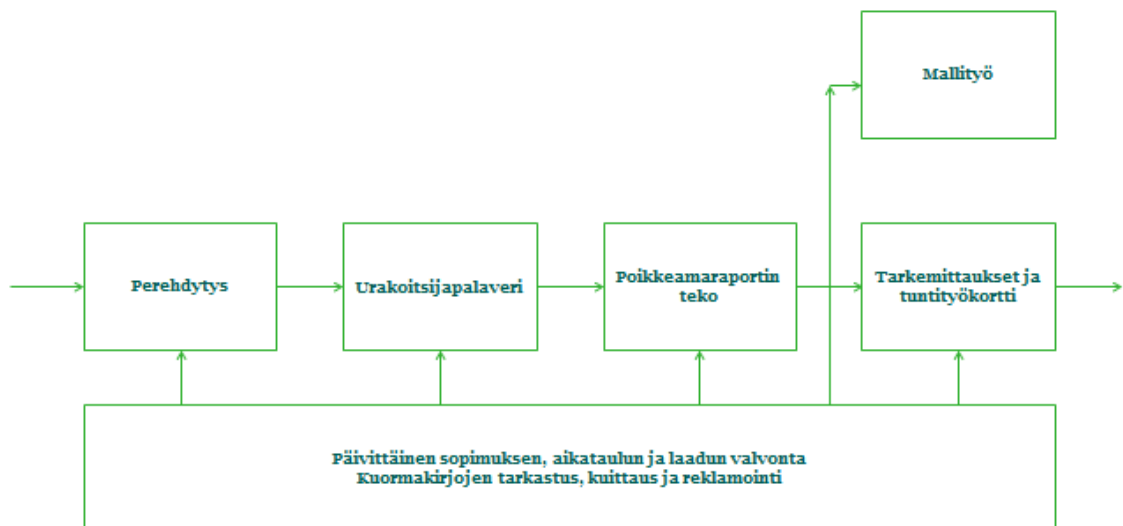 Mallityö
Perehdytys
Urakoitsijapalaveri
Poikkeamaraportin
teko
Tarkemittaukset ja
tuntityökortti
Päivittäinen sopimuksen, aikataulun ja laadun valvonta
Kuormakirjojen tarkastus, kuittaus ja reklamointi